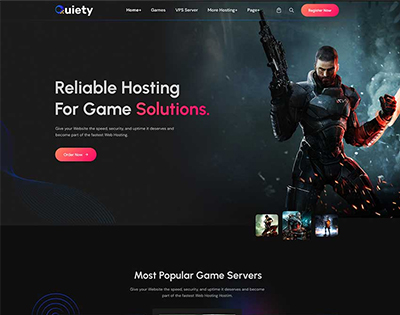 Quiety
Home+ Games VPS Server More Hosting+ Pages+ Register Now
Reliable Hosting
For Game Solutions.
Give your Website the speed, security, and uptime it deserves and
become part of the fastest Web Hosting.
Order Now →
Most Popular Game Servers
Give your Website the speed, security, and uptime it deserves and become
part of the fastest Web Hosting Hostim.